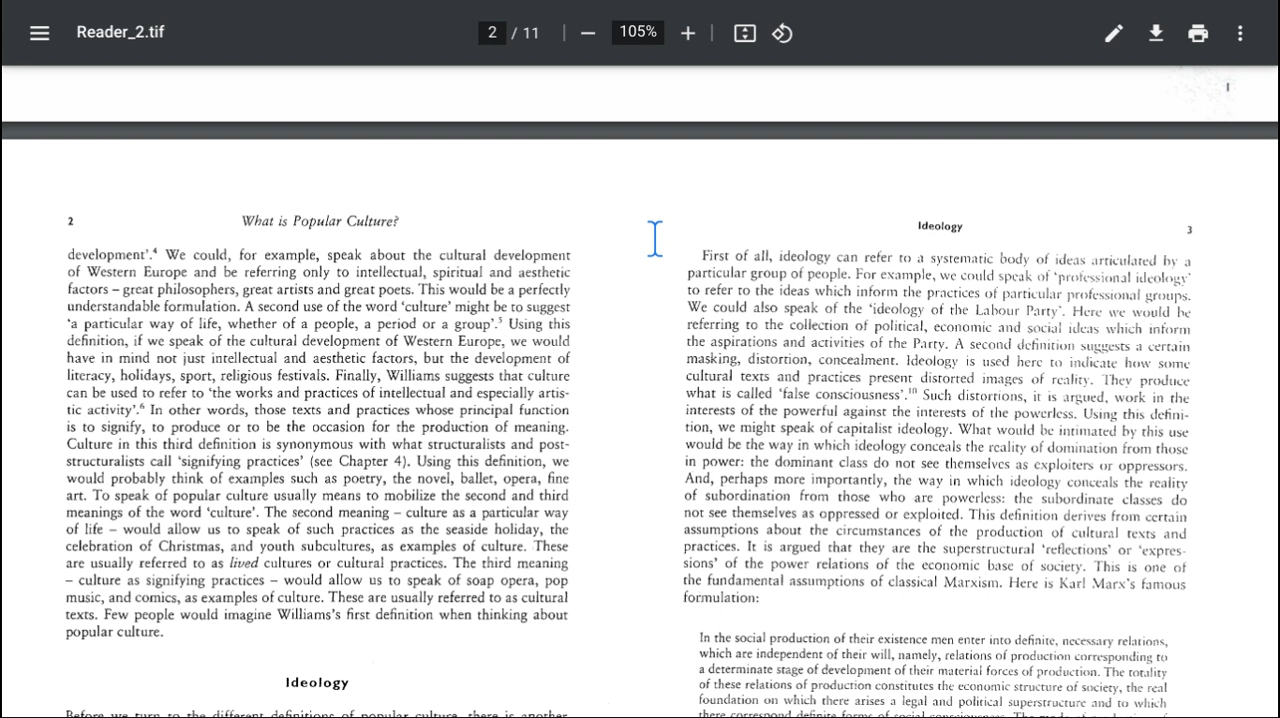 Reader_2.tif
2 / 11
105%
1
2
What is Popular Culture?
development'.⁴ We could, for example, speak about the cultural development
of Western Europe and be referring only to intellectual, spiritual and aesthetic
factors – great philosophers, great artists and great poets. This would be a perfectly
understandable formulation. A second use of the word 'culture' might be to suggest
'a particular way of life, whether of a people, a period or a group'.⁵ Using this
definition, if we speak of the cultural development of Western Europe, we would
have in mind not just intellectual and aesthetic factors, but the development of
literacy, holidays, sport, religious festivals. Finally, Williams suggests that culture
can be used to refer to 'the works and practices of intellectual and especially artis-
tic activity'.⁶ In other words, those texts and practices whose principal function
is to signify, to produce or to be the occasion for the production of meaning.
Culture in this third definition is synonymous with what structuralists and post-
structuralists call 'signifying practices' (see Chapter 4). Using this definition, we
would probably think of examples such as poetry, the novel, ballet, opera, fine
art. To speak of popular culture usually means to mobilize the second and third
meanings of the word 'culture'. The second meaning – culture as a particular way
of life – would allow us to speak of such practices as the seaside holiday, the
celebration of Christmas, and youth subcultures, as examples of culture. These
are usually referred to as lived cultures or cultural practices. The third meaning
– culture as signifying practices – would allow us to speak of soap opera, pop
music, and comics, as examples of culture. These are usually referred to as cultural
texts. Few people would imagine Williams's first definition when thinking about
popular culture.
Ideology
Before we turn to the different definitions of popular culture, there is another
Ideology
3
First of all, ideology can refer to a systematic body of ideas articulated by a
particular group of people. For example, we could speak of 'professional ideology'
to refer to the ideas which inform the practices of particular professional groups.
We could also speak of the 'ideology of the Labour Party'. Here we would be
referring to the collection of political, economic and social ideas which inform
the aspirations and activities of the Party. A second definition suggests a certain
masking, distortion, concealment. Ideology is used here to indicate how some
cultural texts and practices present distorted images of reality. They produce
what is called 'false consciousness'.¹⁰ Such distortions, it is argued, work in the
interests of the powerful against the interests of the powerless. Using this defini-
tion, we might speak of capitalist ideology. What would be intimated by this use
would be the way in which ideology conceals the reality of domination from those
in power: the dominant class do not see themselves as exploiters or oppressors.
And, perhaps more importantly, the way in which ideology conceals the reality
of subordination from those who are powerless: the subordinate classes do
not see themselves as oppressed or exploited. This definition derives from certain
assumptions about the circumstances of the production of cultural texts and
practices. It is argued that they are the superstructural 'reflections' or 'expres-
sions' of the power relations of the economic base of society. This is one of
the fundamental assumptions of classical Marxism. Here is Karl Marx's famous
formulation:
In the social production of their existence men enter into definite, necessary relations,
which are independent of their will, namely, relations of production corresponding to
a determinate stage of development of their material forces of production. The totality
of these relations of production constitutes the economic structure of society, the real
foundation on which there arises a legal and political superstructure and to which
there correspond definite forms of social consciousness. The mode of production of